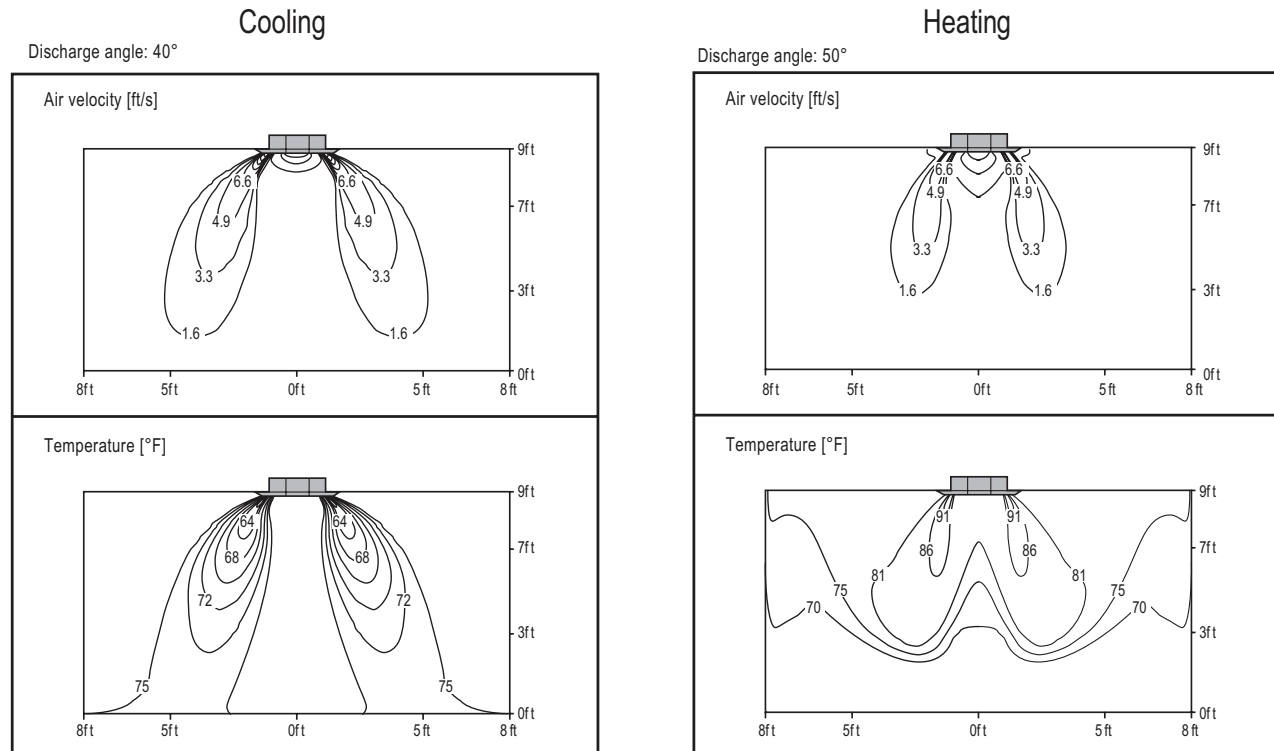 Cooling
Discharge angle: 40°
Air velocity [ft/s]
9ft
6.6 6.6
7ft
4.9 4.9
3.3 3.3
3ft
1.6 1.6
0ft
8ft 5ft 0ft 5ft 8ft
Temperature [°F]
9ft
64 64
7ft
68 68
72 72
3ft
75 75
0ft
8ft 5ft 0ft 5ft 8ft
Heating
Discharge angle: 50°
Air velocity [ft/s]
9ft
6.6 6.6
4.9 4.9
7ft
3.3 3.3
1.6 1.6
3ft
0ft
8ft 5ft 0ft 5ft 8ft
Temperature [°F]
9ft
91 91
86 86
7ft
81 81
75 75
70 70
3ft
0ft
8ft 5ft 0ft 5ft 8ft